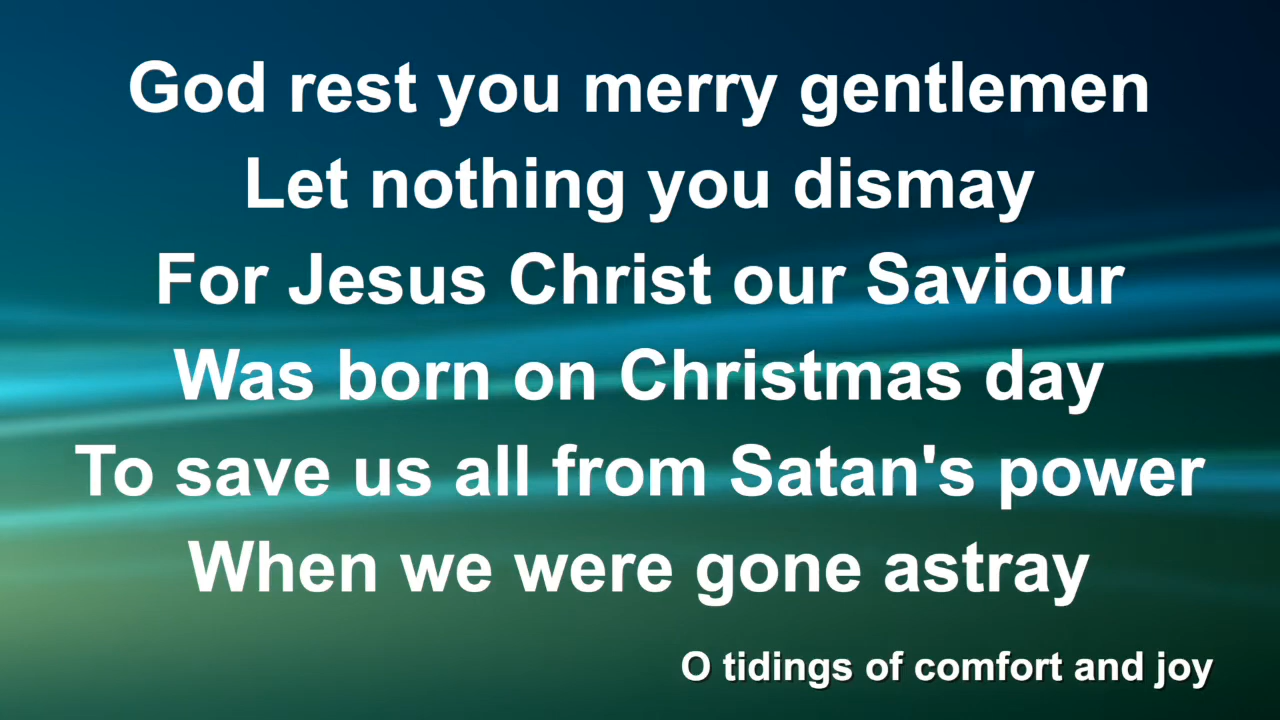 God rest you merry gentlemen
Let nothing you dismay
For Jesus Christ our Saviour
Was born on Christmas day
To save us all from Satan's power
When we were gone astray
O tidings of comfort and joy